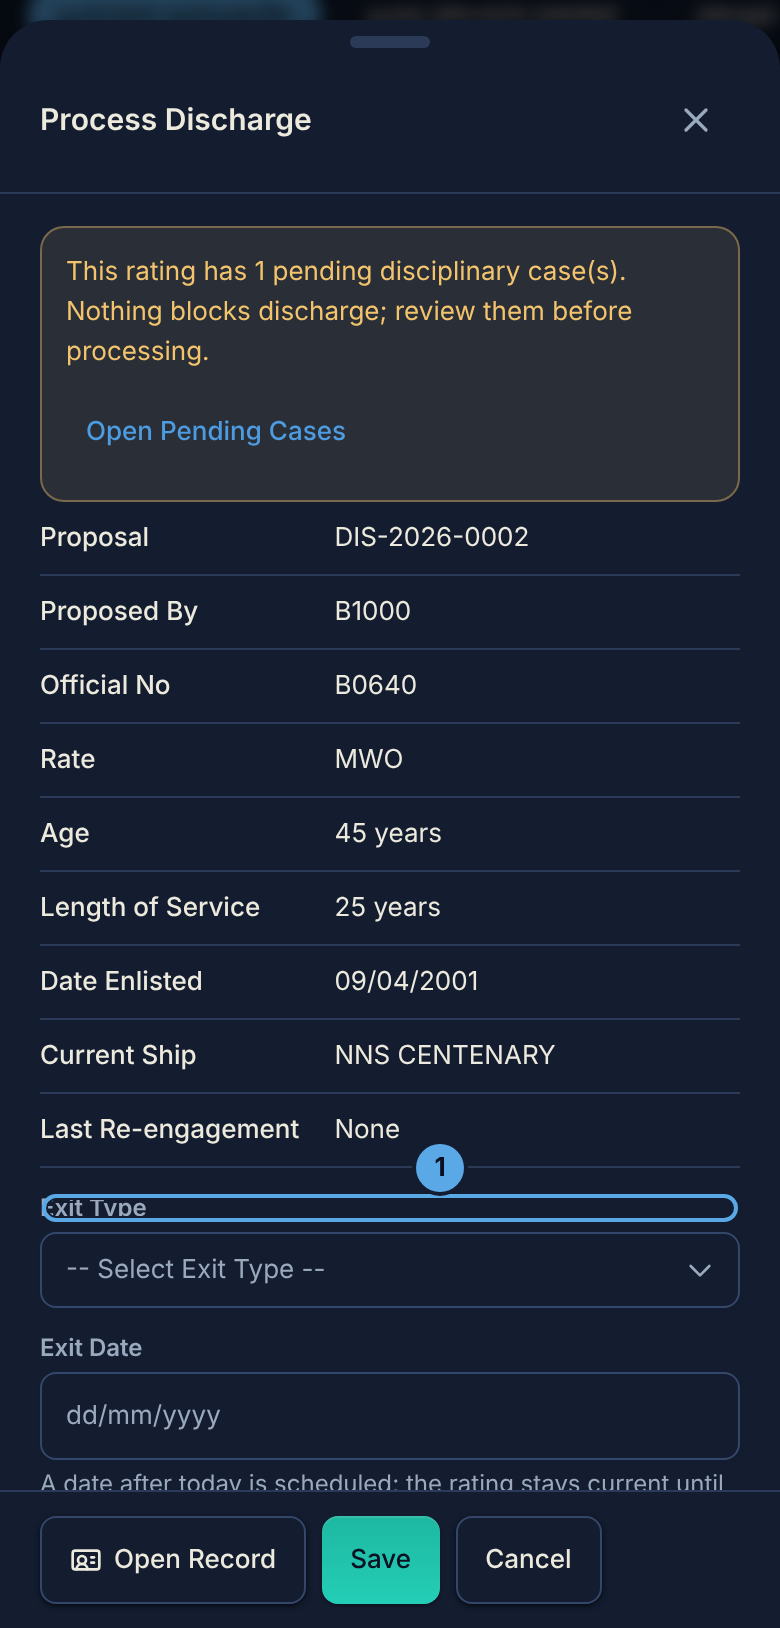 Process Discharge
This rating has 1 pending disciplinary case(s).
Nothing blocks discharge; review them before
processing.
Open Pending Cases
Proposal DIS-2026-0002
Proposed By B1000
Official No B0640
Rate MWO
Age 45 years
Length of Service 25 years
Date Enlisted 09/04/2001
Current Ship NNS CENTENARY
Last Re-engagement None
1
Exit Type
-- Select Exit Type --
Exit Date
dd/mm/yyyy
A date after today is scheduled; the rating stays current until
Open Record Save Cancel